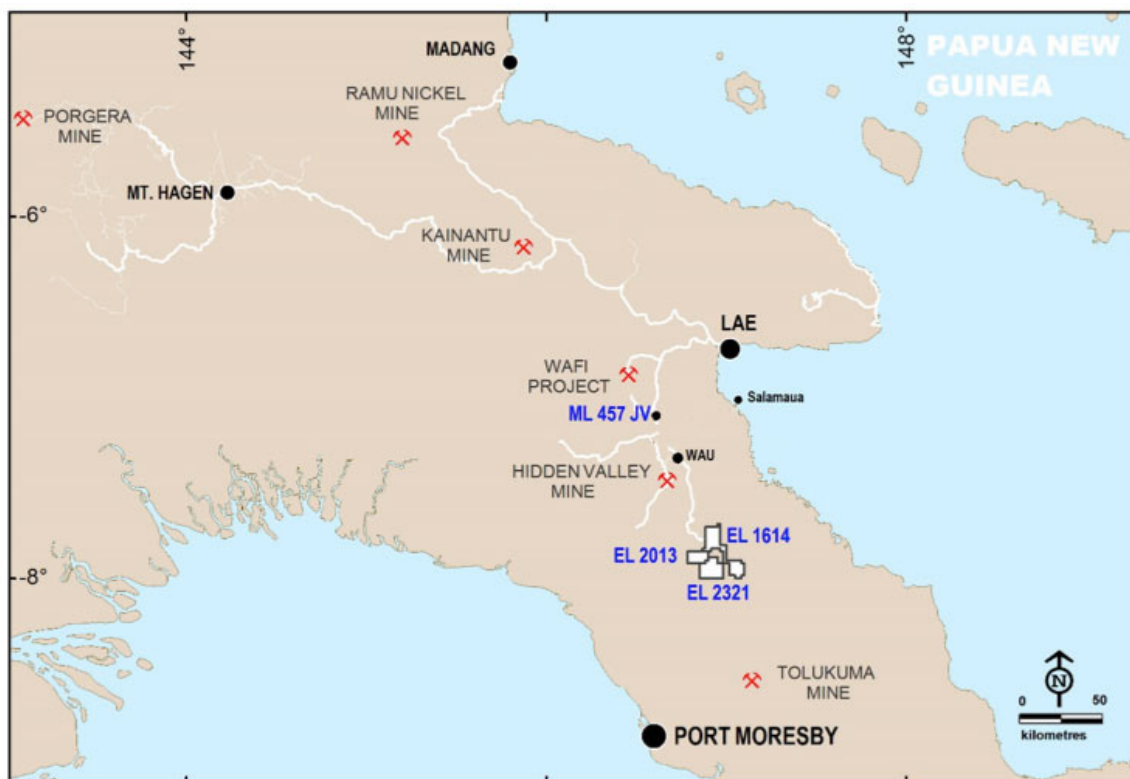 144°
148°
PAPUA NEW
GUINEA
MADANG
RAMU NICKEL
MINE
PORGERA
MINE
MT. HAGEN
-6°
KAINANTU
MINE
LAE
WAFI
PROJECT
Salamaua
ML 457 JV
WAU
HIDDEN VALLEY
MINE
EL 1614
EL 2013
-8°
EL 2321
TOLUKUMA
MINE
N
0 50
kilometres
PORT MORESBY